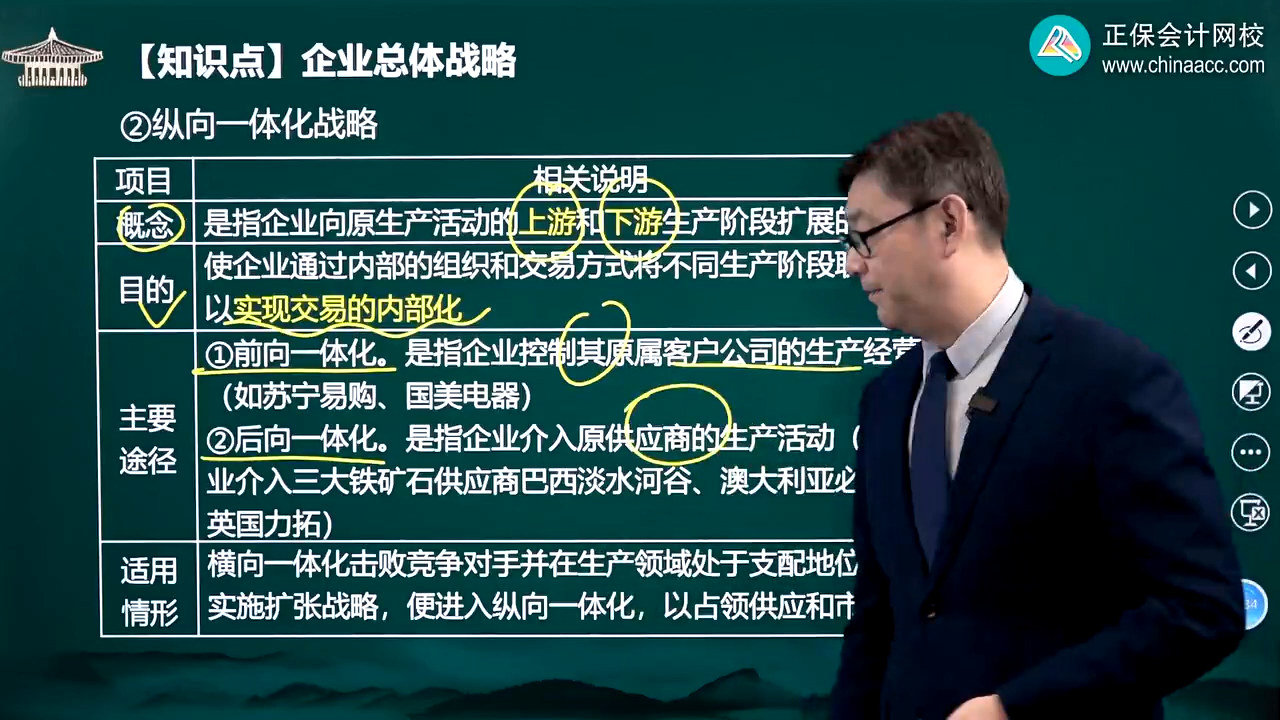 【知识点】企业总体战略
正保会计网校
www.chinaacc.com
②纵向一体化战略
项目
相关说明
概念
是指企业向原生产活动的上游和下游生产阶段扩展的
目的
使企业通过内部的组织和交易方式将不同生产阶段联
以实现交易的内部化
主要
途径
①前向一体化。是指企业控制其原属客户公司的生产经营
（如苏宁易购、国美电器）
②后向一体化。是指企业介入原供应商的生产活动（
业介入三大铁矿石供应商巴西淡水河谷、澳大利亚必
英国力拓）
适用
情形
横向一体化击败竞争对手并在生产领域处于支配地位
实施扩张战略，便进入纵向一体化，以占领供应和市